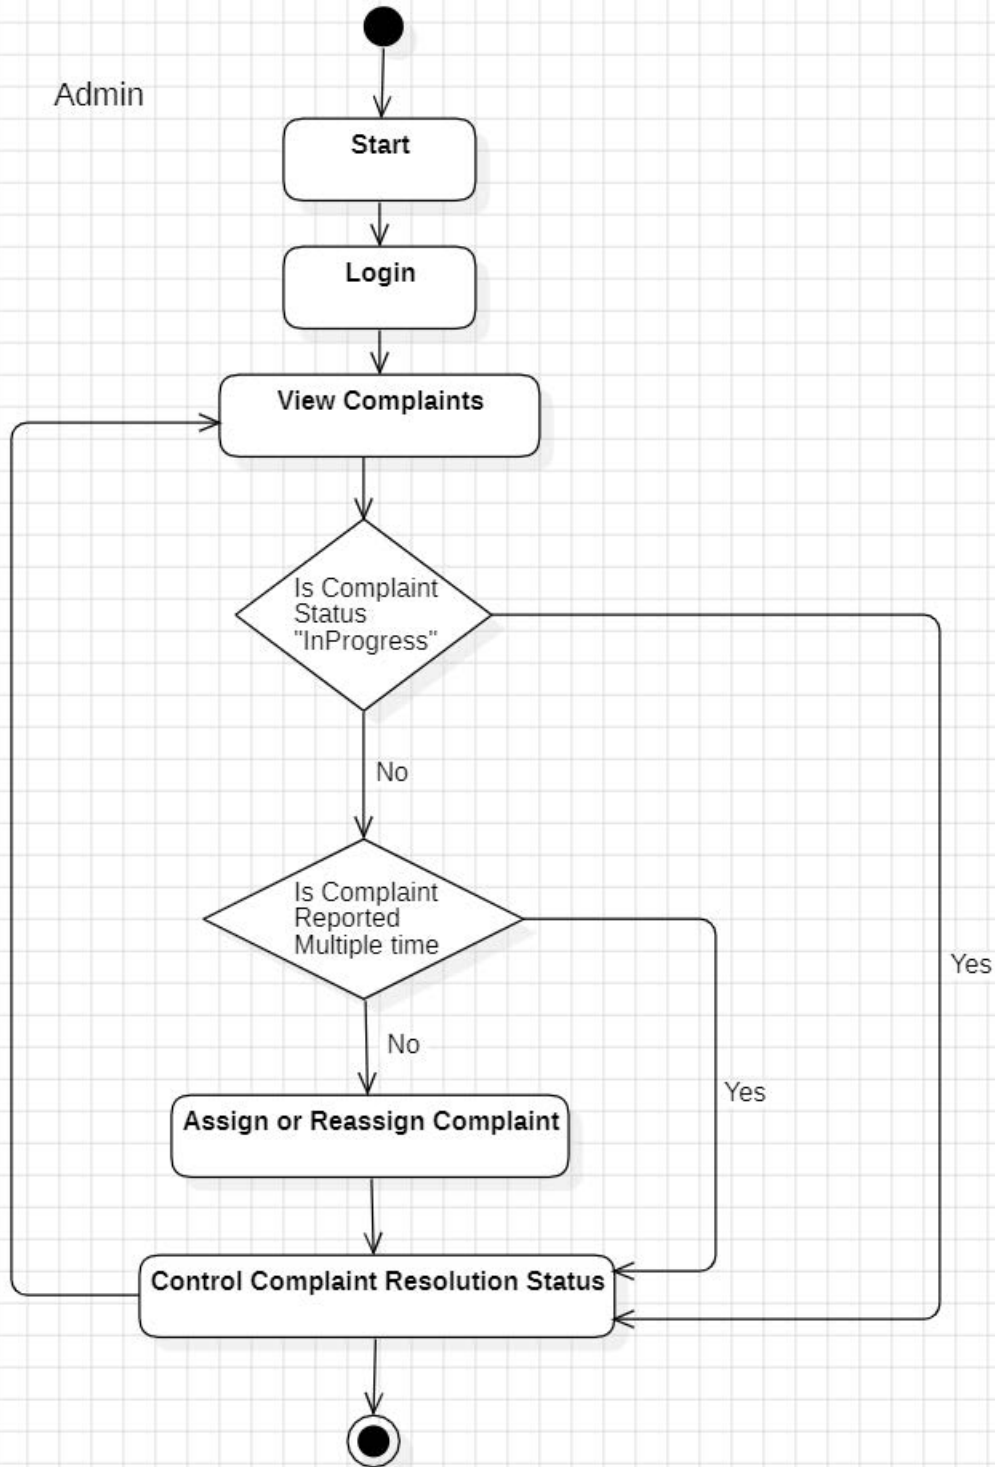 Admin
Start
Login
View Complaints
Is Complaint
Status
"InProgress"
No
Is Complaint
Reported
Multiple time
Yes
No
Yes
Assign or Reassign Complaint
Control Complaint Resolution Status